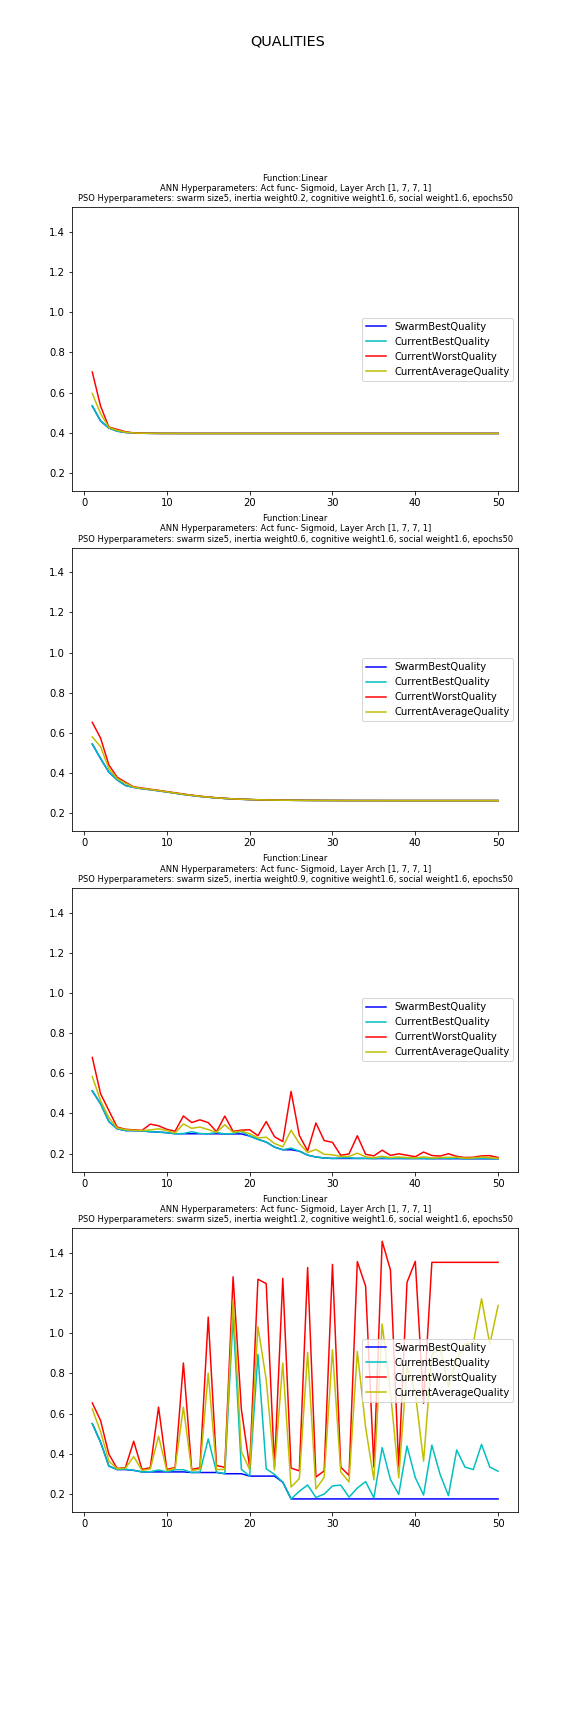 QUALITIES
Function:Linear
ANN Hyperparameters: Act func- Sigmoid, Layer Arch [1, 7, 7, 1]
PSO Hyperparameters: swarm size5, inertia weight0.2, cognitive weight1.6, social weight1.6, epochs50
1.4
1.2
1.0
0.8
0.6
0.4
0.2
SwarmBestQuality
CurrentBestQuality
CurrentWorstQuality
CurrentAverageQuality
0 10 20 30 40 50
Function:Linear
ANN Hyperparameters: Act func- Sigmoid, Layer Arch [1, 7, 7, 1]
PSO Hyperparameters: swarm size5, inertia weight0.6, cognitive weight1.6, social weight1.6, epochs50
1.4
1.2
1.0
0.8
0.6
0.4
0.2
SwarmBestQuality
CurrentBestQuality
CurrentWorstQuality
CurrentAverageQuality
0 10 20 30 40 50
Function:Linear
ANN Hyperparameters: Act func- Sigmoid, Layer Arch [1, 7, 7, 1]
PSO Hyperparameters: swarm size5, inertia weight0.9, cognitive weight1.6, social weight1.6, epochs50
1.4
1.2
1.0
0.8
0.6
0.4
0.2
SwarmBestQuality
CurrentBestQuality
CurrentWorstQuality
CurrentAverageQuality
0 10 20 30 40 50
Function:Linear
ANN Hyperparameters: Act func- Sigmoid, Layer Arch [1, 7, 7, 1]
PSO Hyperparameters: swarm size5, inertia weight1.2, cognitive weight1.6, social weight1.6, epochs50
1.4
1.2
1.0
0.8
0.6
0.4
0.2
SwarmBestQuality
CurrentBestQuality
CurrentWorstQuality
CurrentAverageQuality
0 10 20 30 40 50